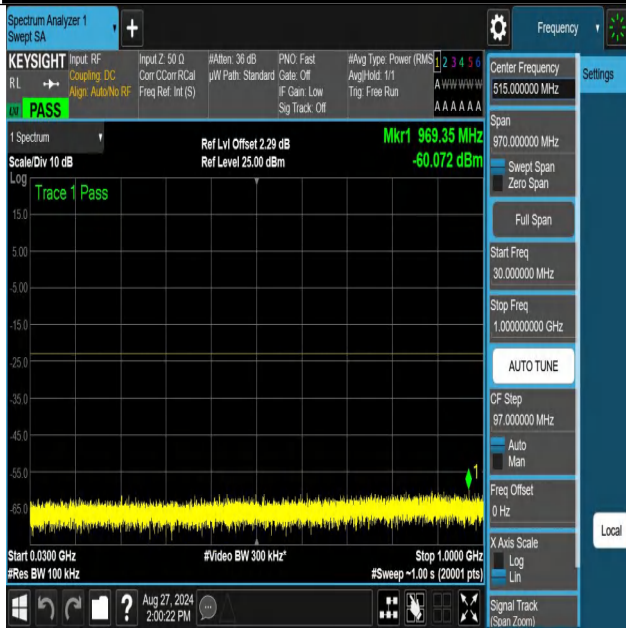 Spectrum Analyzer 1
Swept SA
+
Frequency
KEYSIGHT
RL
PASS
Input: RF
Coupling: DC
Align: Auto/No RF
Input Z: 50 Ω
Corr CCorr RCal
Freq Ref: Int (S)
#Atten: 36 dB
µW Path: Standard
PNO: Fast
Gate: Off
IF Gain: Low
Sig Track: Off
#Avg Type: Power (RMS
Avg|Hold: 1/1
Trig: Free Run
1 2 3 4 5 6
A W W W W W
A A A A A A
1 Spectrum
Scale/Div 10 dB
Ref Lvl Offset 2.29 dB
Ref Level 25.00 dBm
Mkr1 969.35 MHz
-60.072 dBm
Log
Trace 1 Pass
15.0
5.00
-5.00
-15.0
-25.0
-35.0
-45.0
-55.0
-65.0
1
Start 0.0300 GHz
#Res BW 100 kHz
#Video BW 300 kHz*
Stop 1.0000 GHz
#Sweep ~1.00 s (20001 pts)
?
Aug 27, 2024
2:00:22 PM
Center Frequency
515.000000 MHz
Settings
Span
970.000000 MHz
Swept Span
Zero Span
Full Span
Start Freq
30.000000 MHz
Stop Freq
1.000000000 GHz
AUTO TUNE
CF Step
97.000000 MHz
Auto
Man
Freq Offset
0 Hz
Local
X Axis Scale
Log
Lin
Signal Track
(Span Zoom)